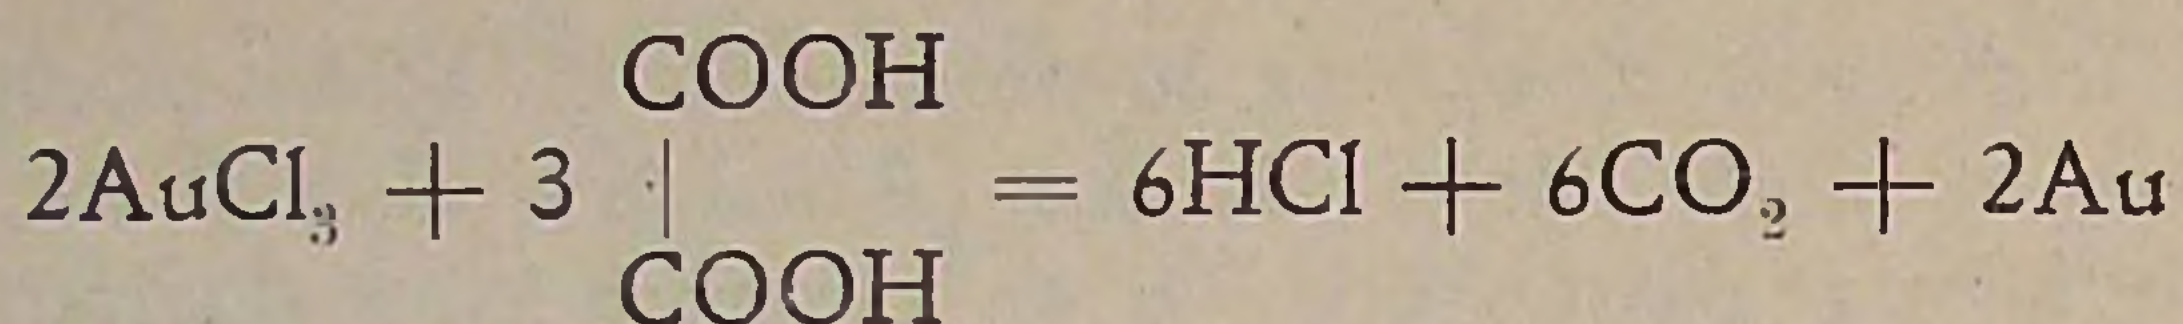 COOH
2AuCl₃ + 3 | = 6HCl + 6CO₂ + 2Au
COOH